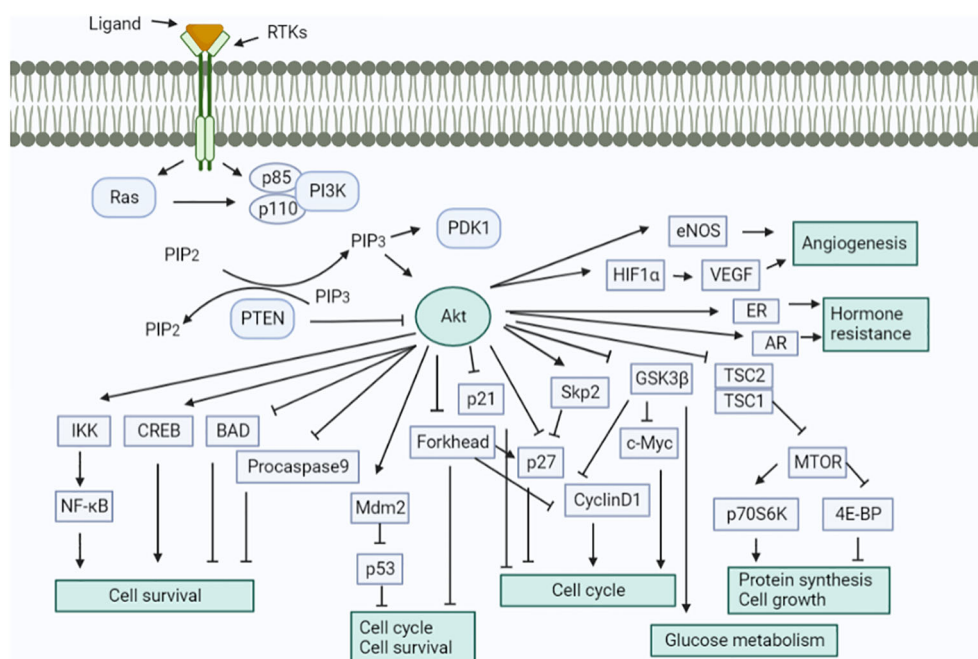 Ligand
RTKs
Ras
p85
p110
PI3K
PIP2
PIP3
PDK1
PIP3
PIP2
PTEN
Akt
eNOS
Angiogenesis
HIF1α
VEGF
ER
AR
Hormone
resistance
IKK
CREB
BAD
Procaspase9
NF-κB
Cell survival
p21
Skp2
GSK3β
TSC2
TSC1
Forkhead
p27
c-Myc
MTOR
Mdm2
CyclinD1
p70S6K
4E-BP
p53
Cell cycle
Cell survival
Cell cycle
Protein synthesis
Cell growth
Glucose metabolism